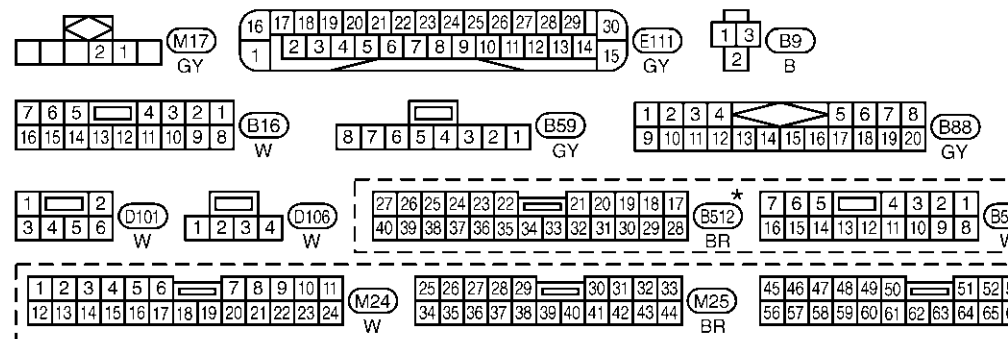 2 1 M17
GY
16 17 18 19 20 21 22 23 24 25 26 27 28 29 30
1 2 3 4 5 6 7 8 9 10 11 12 13 14 15 E111
GY
1 3 B9
2 B
7 6 5 4 3 2 1
16 15 14 13 12 11 10 9 8 B16
W
8 7 6 5 4 3 2 1 B59
GY
1 2 3 4 5 6 7 8
9 10 11 12 13 14 15 16 17 18 19 20 B88
GY
1 2
3 4 5 6 D101
W
1 2 3 4 D106
W
27 26 25 24 23 22 21 20 19 18 17 *
40 39 38 37 36 35 34 33 32 31 30 29 28 B512
BR
7 6 5 4 3 2 1
16 15 14 13 12 11 10 9 8
1 2 3 4 5 6 7 8 9 10 11
12 13 14 15 16 17 18 19 20 21 22 23 24 M24
W
25 26 27 28 29 30 31 32 33
34 35 36 37 38 39 40 41 42 43 44 M25
BR
45 46 47 48 49 50 51 52
56 57 58 59 60 61 62 63 64 65